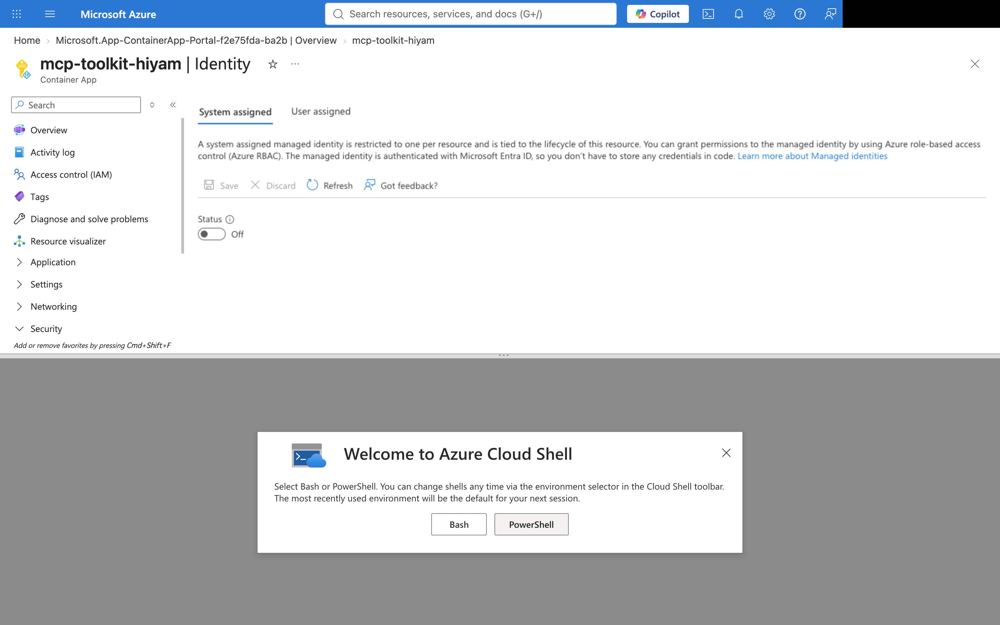 Microsoft Azure
Search resources, services, and docs (G+/)
Copilot
Home > Microsoft.App-ContainerApp-Portal-f2e75fda-ba2b | Overview > mcp-toolkit-hiyam
mcp-toolkit-hiyam | Identity
Container App
Search
Overview
Activity log
Access control (IAM)
Tags
Diagnose and solve problems
Resource visualizer
Application
Settings
Networking
Security
Add or remove favorites by pressing Cmd+Shift+F
System assigned
User assigned
A system assigned managed identity is restricted to one per resource and is tied to the lifecycle of this resource. You can grant permissions to the managed identity by using Azure role-based access
control (Azure RBAC). The managed identity is authenticated with Microsoft Entra ID, so you don’t have to store any credentials in code. Learn more about Managed identities
Save
Discard
Refresh
Got feedback?
Status
Off
Welcome to Azure Cloud Shell
Select Bash or PowerShell. You can change shells any time via the environment selector in the Cloud Shell toolbar.
The most recently used environment will be the default for your next session.
Bash
PowerShell